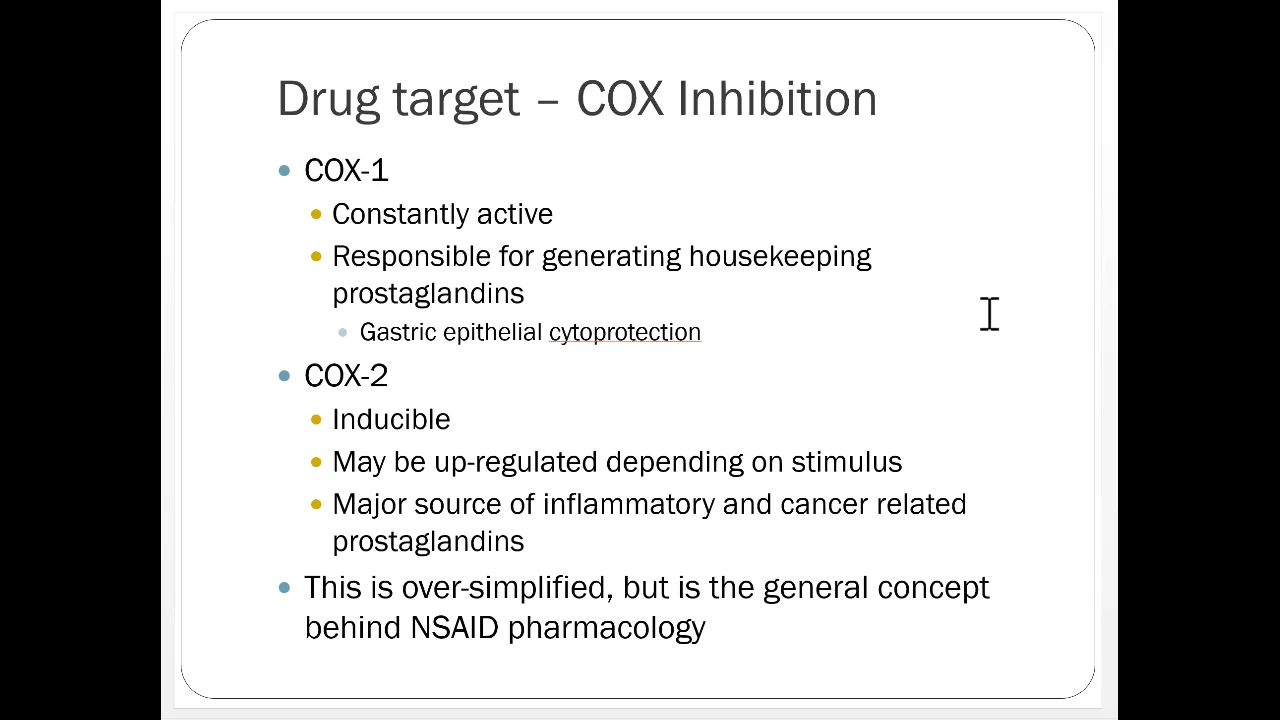 Drug target – COX Inhibition
COX-1
Constantly active
Responsible for generating housekeeping
prostaglandins
Gastric epithelial cytoprotection
COX-2
Inducible
May be up-regulated depending on stimulus
Major source of inflammatory and cancer related
prostaglandins
This is over-simplified, but is the general concept
behind NSAID pharmacology